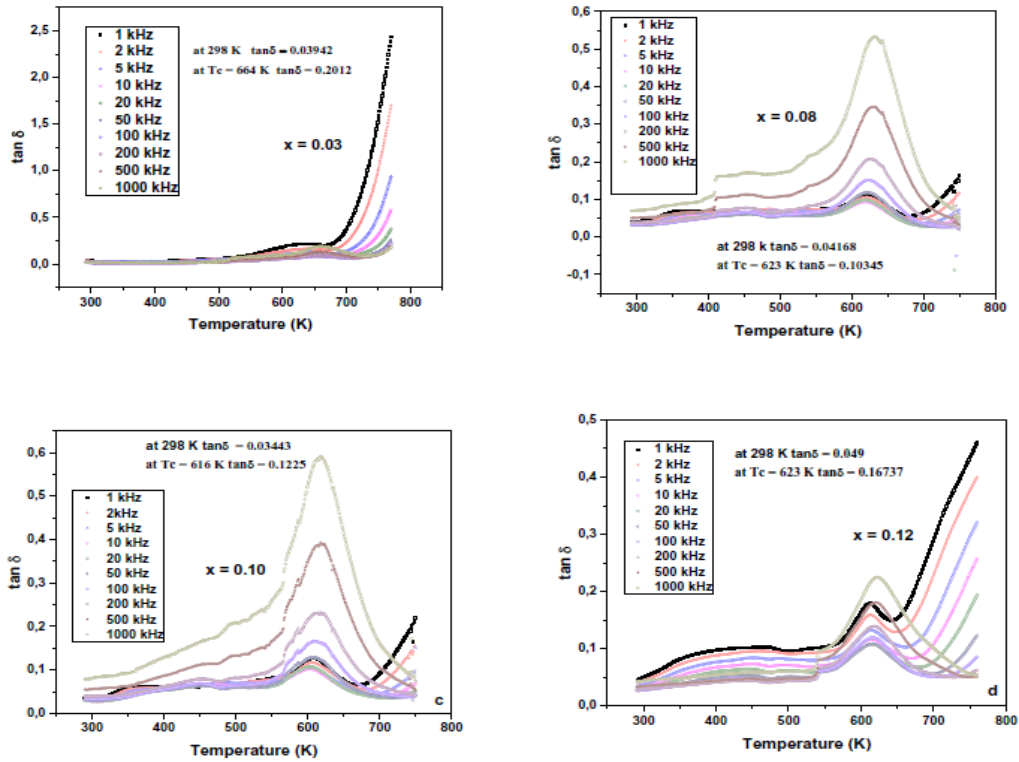 2,5
2,0
1,5
1,0
0,5
0,0
tan δ
1 kHz
2 kHz
5 kHz
10 kHz
20 kHz
50 kHz
100 kHz
200 kHz
500 kHz
1000 kHz
at 298 K tanδ = 0.03942
at Tc = 664 K tanδ = 0.2012
x = 0.03
300 400 500 600 700 800
Temperature (K)
0,6
0,5
0,4
0,3
0,2
0,1
0,0
-0,1
tan δ
1 kHz
2 kHz
5 kHz
10 kHz
20 kHz
50 kHz
100 kHz
200 kHz
500 kHz
1000 kHz
x = 0.08
at 298 k tanδ = 0.04168
at Tc = 623 K tanδ = 0.10345
300 400 500 600 700 800
Temperature (K)
0,6
0,5
0,4
0,3
0,2
0,1
0,0
tan δ
at 298 K tanδ = 0.03443
at Tc = 616 K tanδ = 0.1225
1 kHz
2kHz
5 kHz
10 kHz
20 kHz
50 kHz
100 kHz
200 kHz
500 kHz
1000 kHz
x = 0.10
c
300 400 500 600 700 800
Temperature (K)
0,5
0,4
0,3
0,2
0,1
0,0
tan δ
1 kHz
2 kHz
5 kHz
10 kHz
20 kHz
50 kHz
100 kHz
200 kHz
500 kHz
1000 kHz
at 298 K tanδ = 0.049
at Tc = 623 K tanδ = 0.16737
x = 0.12
d
300 400 500 600 700 800
Temperature (K)